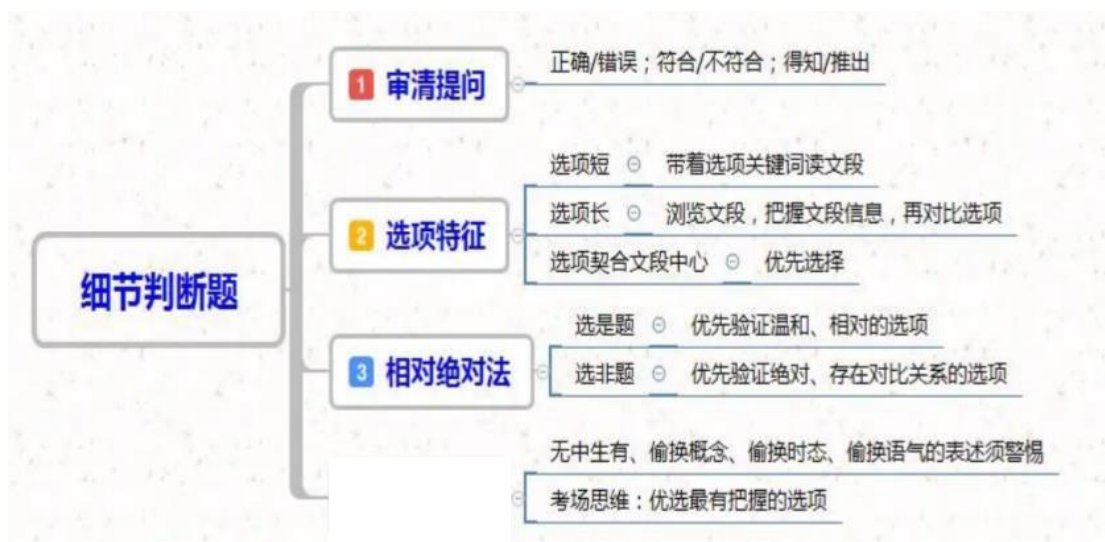 细节判断题
1 审清提问
正确/错误；符合/不符合；得知/推出
2 选项特征
选项短 带着选项关键词读文段
选项长 浏览文段，把握文段信息，再对比选项
选项契合文段中心 优先选择
3 相对绝对法
选是题 优先验证温和、相对的选项
选非题 优先验证绝对、存在对比关系的选项
无中生有、偷换概念、偷换时态、偷换语气的表述须警惕
考场思维：优选最有把握的选项